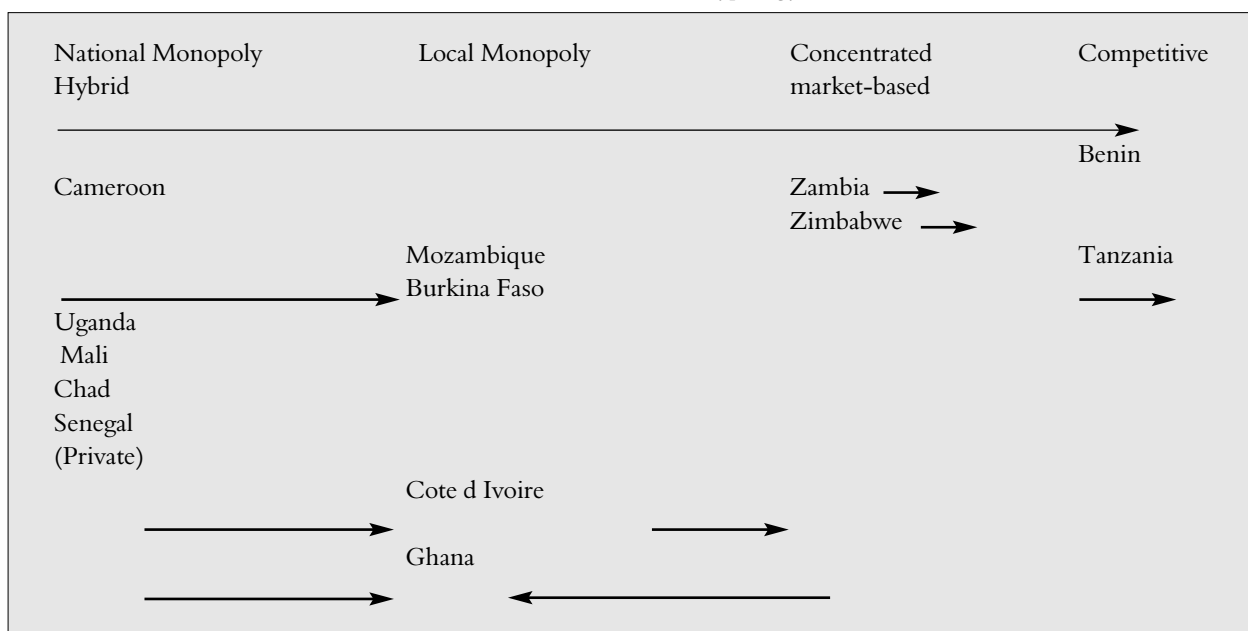 National Monopoly Local Monopoly Concentrated Competitive
Hybrid market-based
Benin
Cameroon Zambia
Zimbabwe
Mozambique Tanzania
Burkina Faso
Uganda
Mali
Chad
Senegal
(Private)
Cote d Ivoire
Ghana